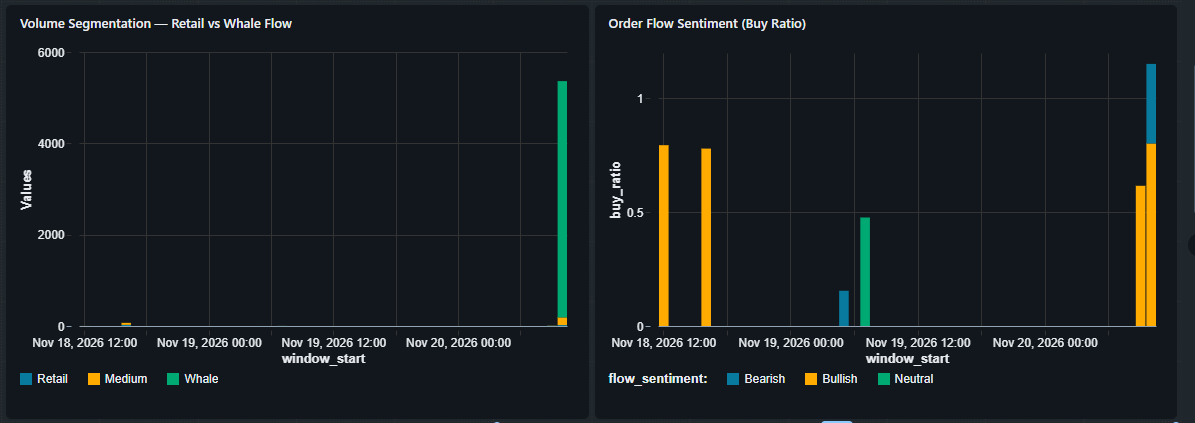 Volume Segmentation — Retail vs Whale Flow
6000
4000
2000
0
Values
Nov 18, 2026 12:00 Nov 19, 2026 00:00 Nov 19, 2026 12:00 Nov 20, 2026 00:00
window_start
Retail Medium Whale
Order Flow Sentiment (Buy Ratio)
1
0.5
0
buy_ratio
Nov 18, 2026 12:00 Nov 19, 2026 00:00 Nov 19, 2026 12:00 Nov 20, 2026 00:00
window_start
flow_sentiment: Bearish Bullish Neutral